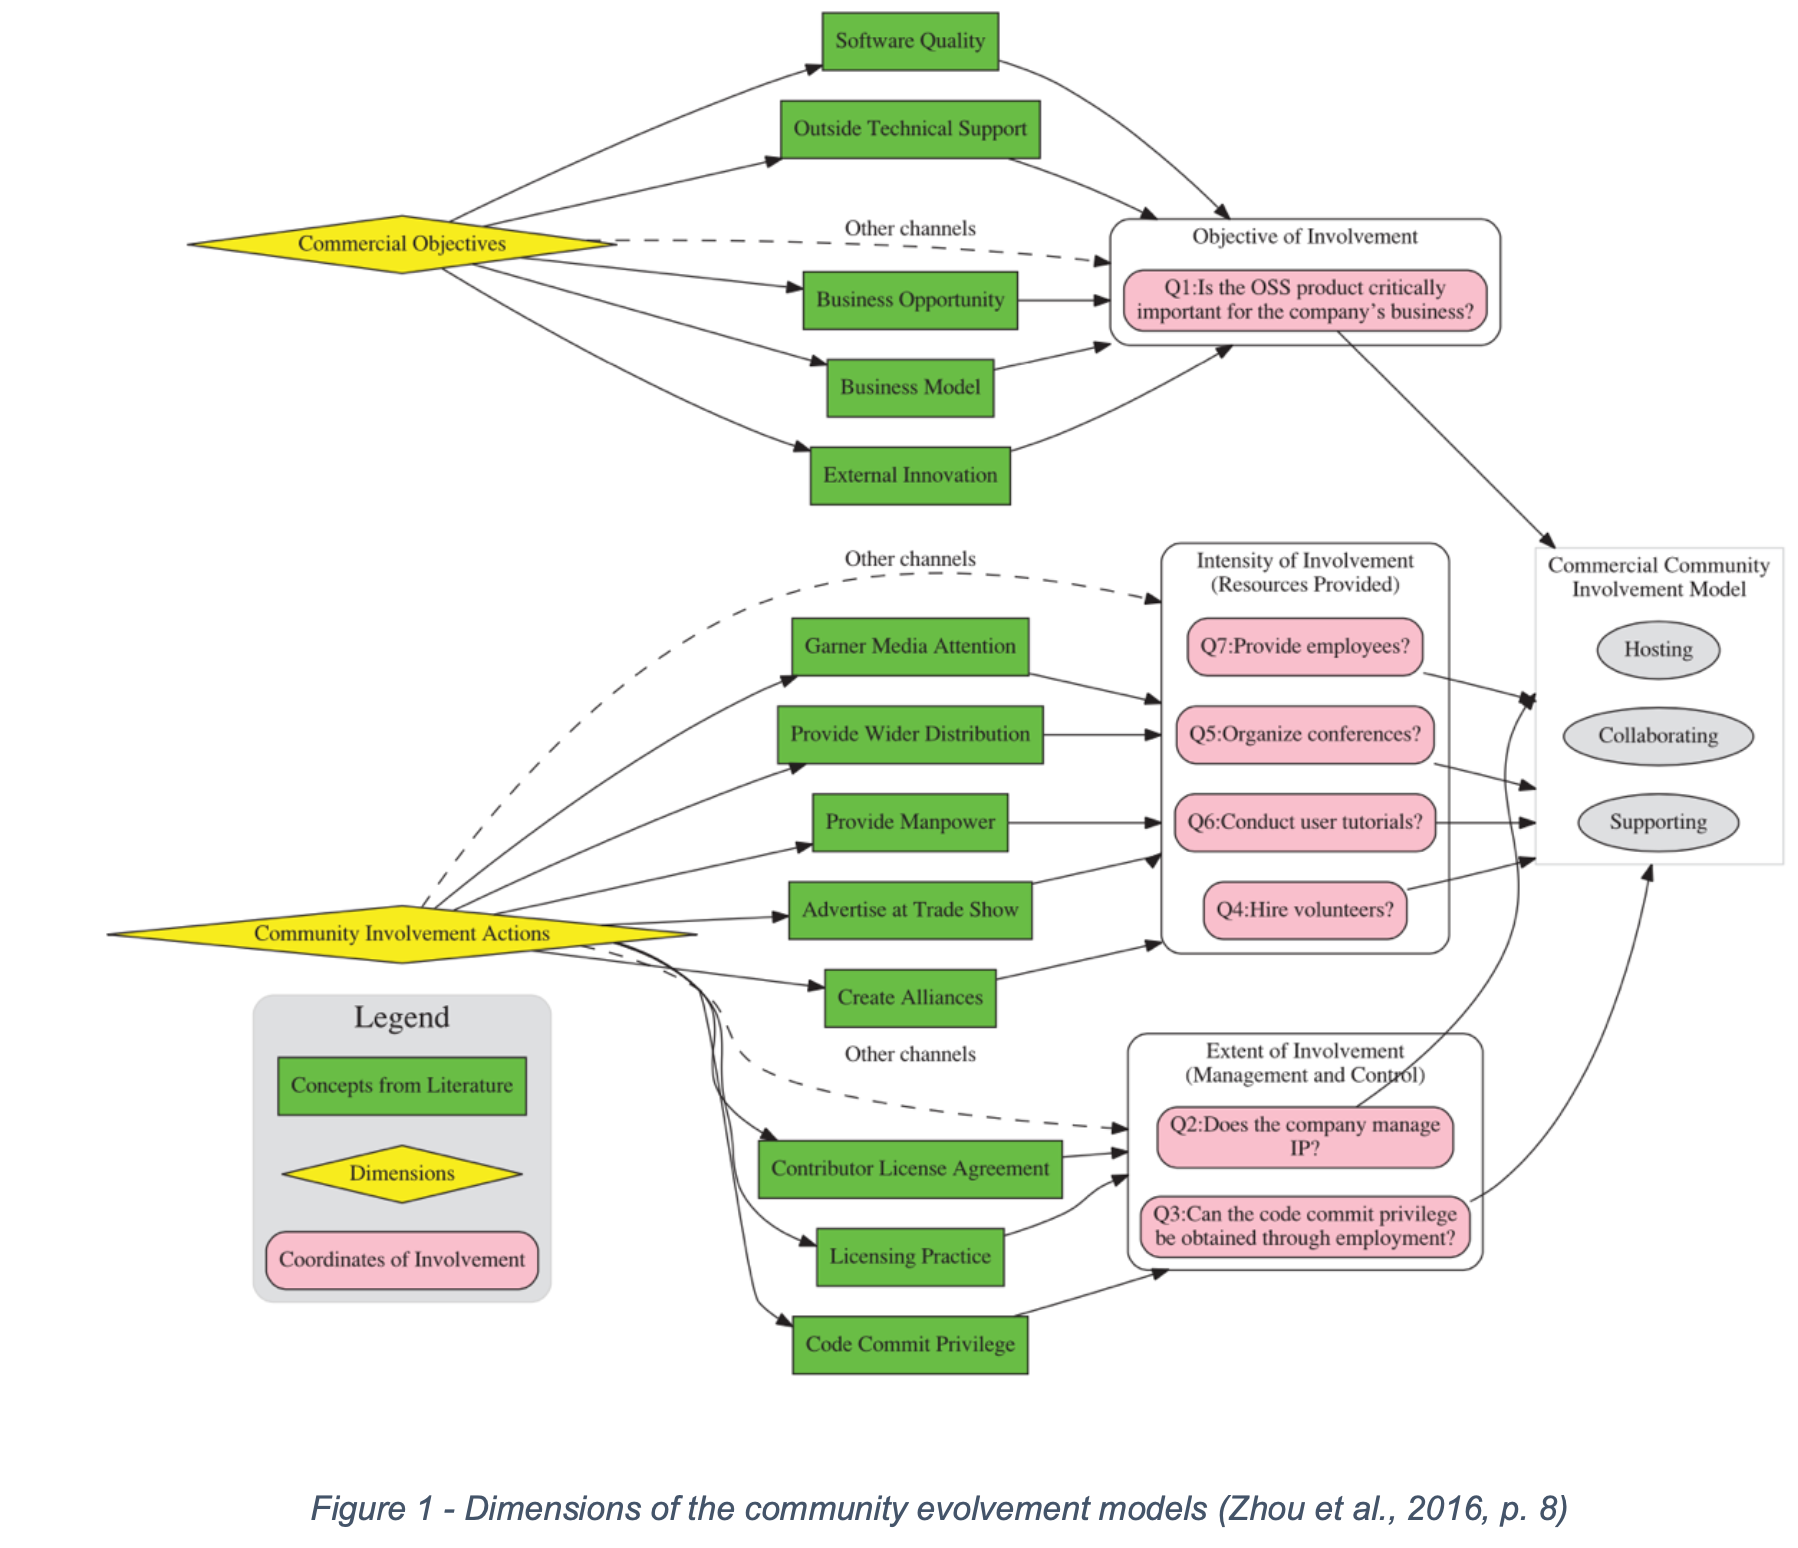 Software Quality
Outside Technical Support
Commercial Objectives
Other channels
Objective of Involvement
Q1:Is the OSS product critically
important for the company's business?
Business Opportunity
Business Model
External Innovation
Other channels
Intensity of Involvement
(Resources Provided)
Commercial Community
Involvement Model
Garner Media Attention
Q7:Provide employees?
Hosting
Provide Wider Distribution
Q5:Organize conferences?
Collaborating
Provide Manpower
Q6:Conduct user tutorials?
Supporting
Advertise at Trade Show
Q4:Hire volunteers?
Community Involvement Actions
Create Alliances
Legend
Concepts from Literature
Dimensions
Coordinates of Involvement
Other channels
Extent of Involvement
(Management and Control)
Q2:Does the company manage
IP?
Contributor License Agreement
Q3:Can the code commit privilege
be obtained through employment?
Licensing Practice
Code Commit Privilege
Figure 1 - Dimensions of the community evolvement models (Zhou et al., 2016, p. 8)